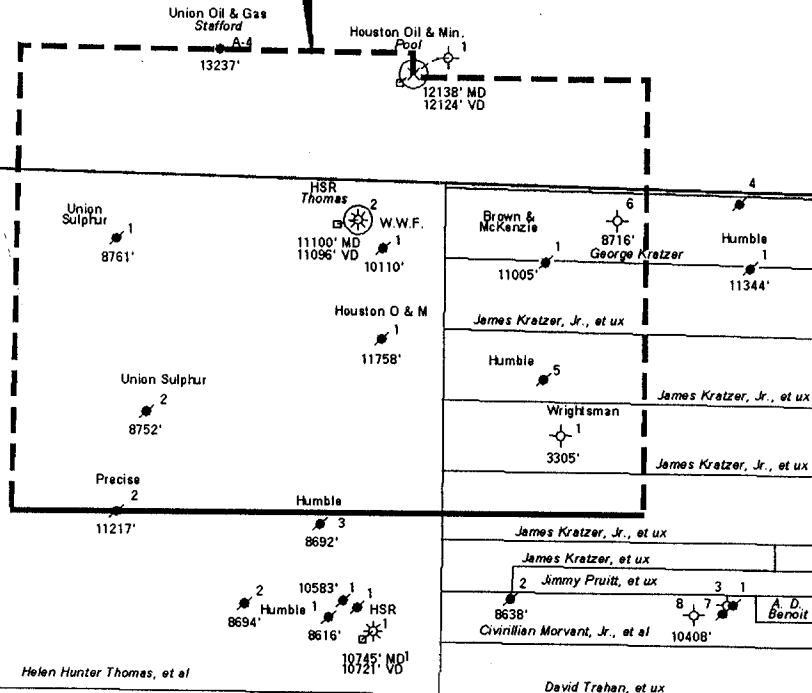 Union Oil & Gas
Stafford
A-4
13237'
Houston Oil & Min.
Pool
1
12138' MD
12124' VD
4
HSR
Thomas
2
11100' MD
11096' VD
W.W.F.
1
10110'
Union
Sulphur
1
8761'
Brown &
McKenzie
6
8716'
1
George Kratzer
11005'
Humble
1
11344'
Houston O & M
1
11758'
James Kratzer, Jr., et ux
Humble
5
Union Sulphur
2
8752'
James Kratzer, Jr., et ux
Wrightsman
1
3305'
James Kratzer, Jr., et ux
Precise
2
11217'
Humble
3
8692'
James Kratzer, Jr., et ux
James Kratzer, et ux
Jimmy Pruitt, et ux
2
8694'
Humble
10583'
1
1
8616'
1
HSR
1
10745' MD1
10721' VD
2
8638'
8
7
3
1
10408'
A. D.
Benoit
Civirillian Morvant, Jr., et al
Helen Hunter Thomas, et al
David Trahan, et ux